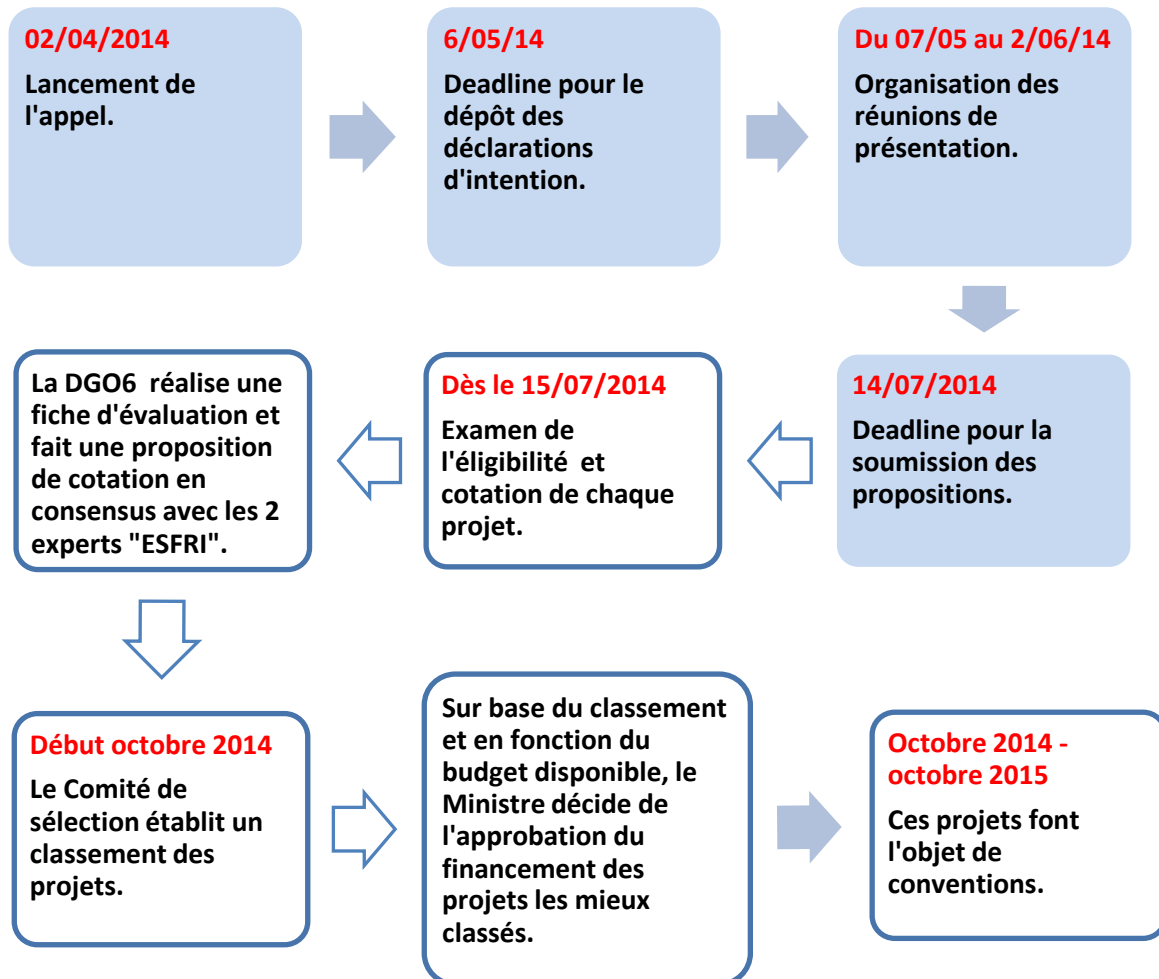 02/04/2014
Lancement de
l'appel.
6/05/14
Deadline pour le
dépôt des
déclarations
d'intention.
Du 07/05 au 2/06/14
Organisation des
réunions de
présentation.
14/07/2014
Deadline pour la
soumission des
propositions.
Dès le 15/07/2014
Examen de
l'éligibilité et
cotation de chaque
projet.
La DGO6 réalise une
fiche d'évaluation et
fait une proposition
de cotation en
consensus avec les 2
experts "ESFRI".
Début octobre 2014
Le Comité de
sélection établit un
classement des
projets.
Sur base du classement
et en fonction du
budget disponible, le
Ministre décide de
l'approbation du
financement des
projets les mieux
classés.
Octobre 2014 -
octobre 2015
Ces projets font
l'objet de
conventions.